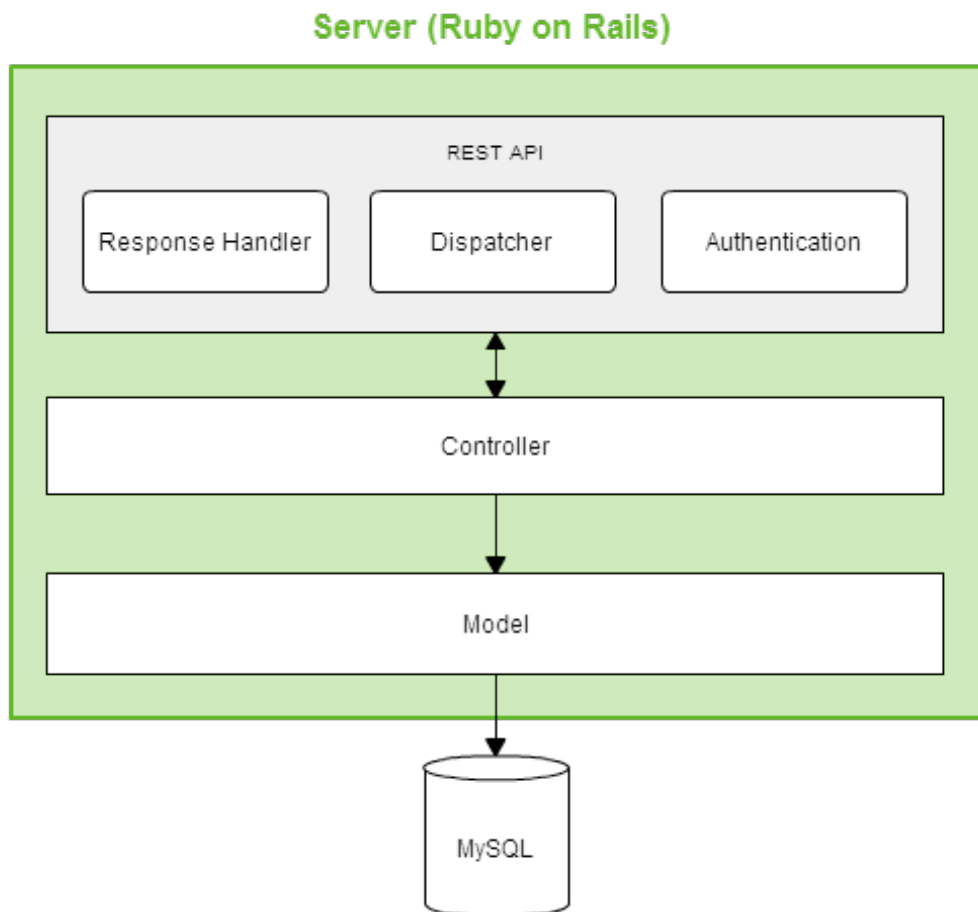 Server (Ruby on Rails)
REST API
Response Handler
Dispatcher
Authentication
Controller
Model
MySQL